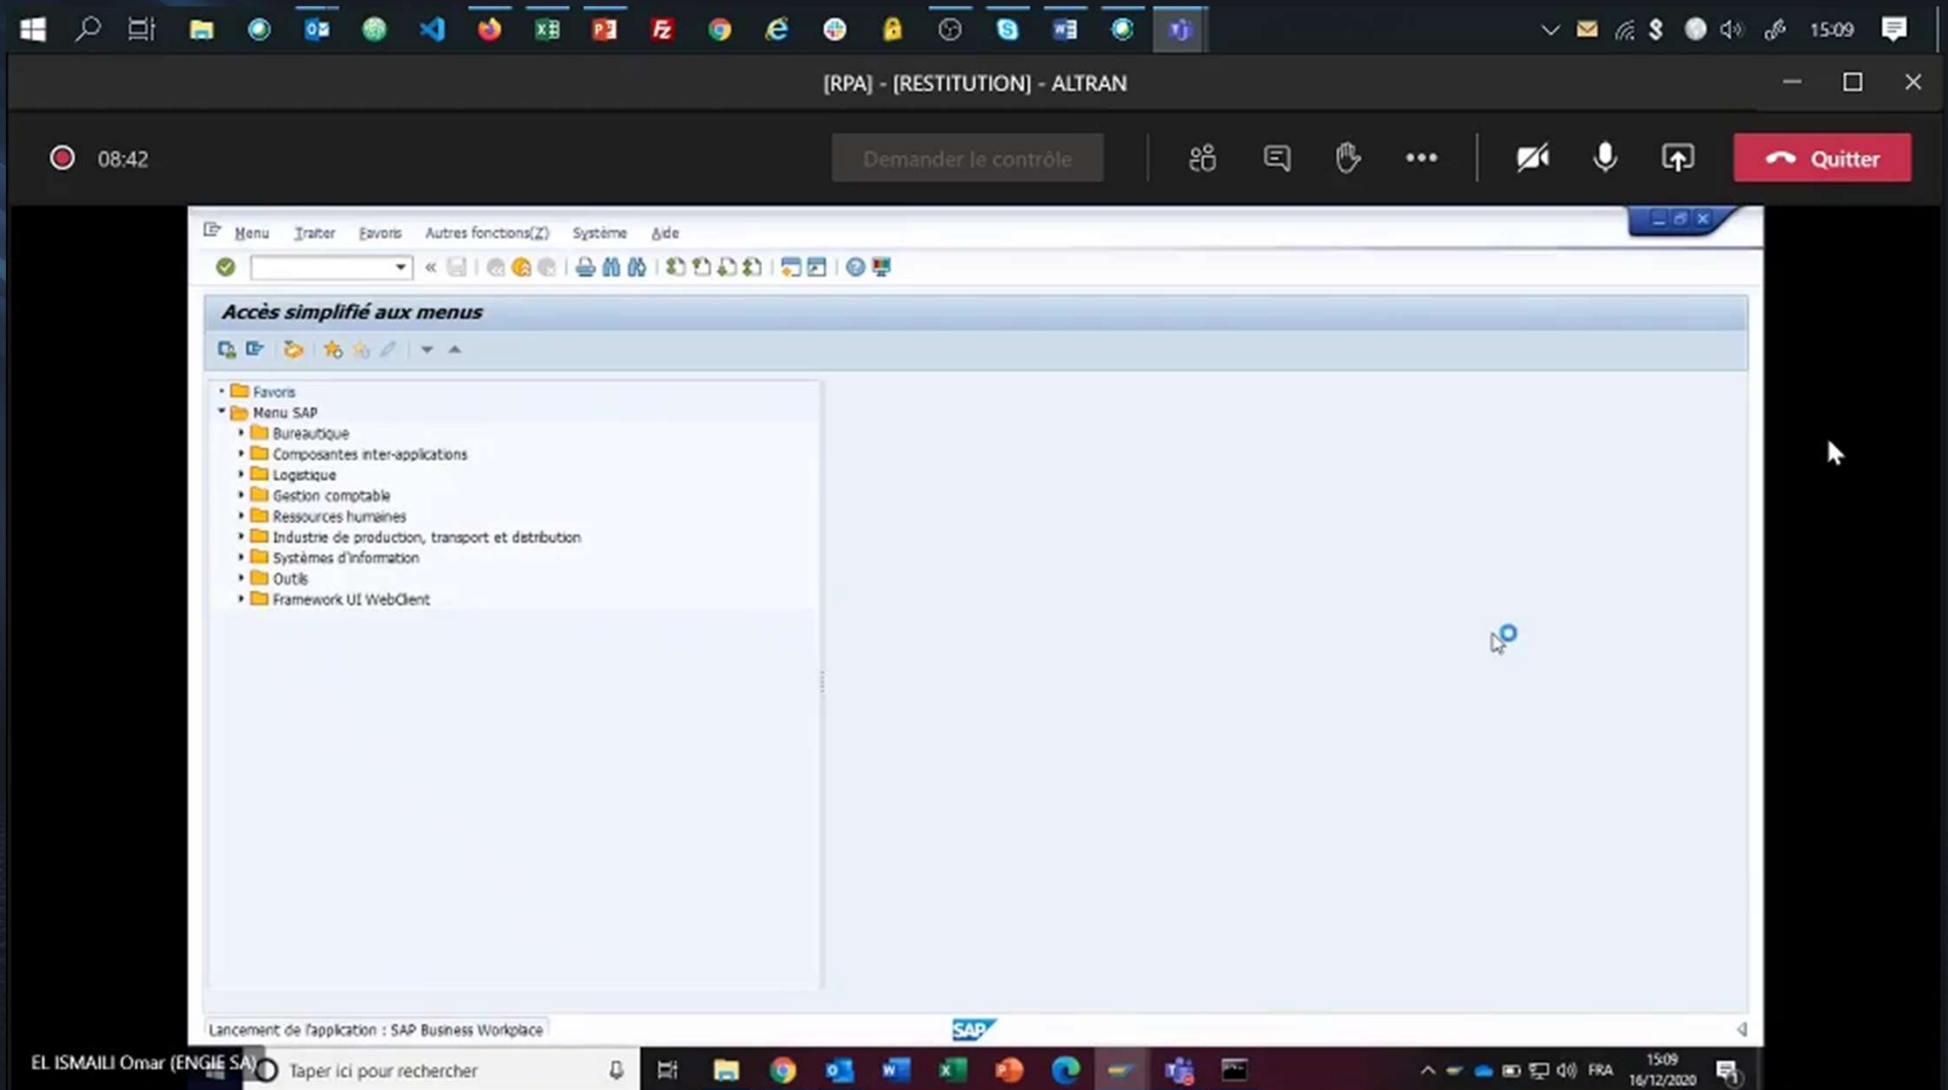 15:09
[RPA] - [RESTITUTION] - ALTRAN
08:42
Demander le contrôle
Quitter
Menu Traiter Favoris Autres fonctions(Z) Système Aide
Accès simplifié aux menus
Favoris
Menu SAP
Bureautique
Composantes inter-applications
Logistique
Gestion comptable
Ressources humaines
Industrie de production, transport et distribution
Systèmes d'information
Outils
Framework UI WebClient
Lancement de l'application : SAP Business Workplace
SAP
EL ISMAILI Omar (ENGIE SA)
Taper ici pour rechercher
FRA
15:09
16/12/2020
1